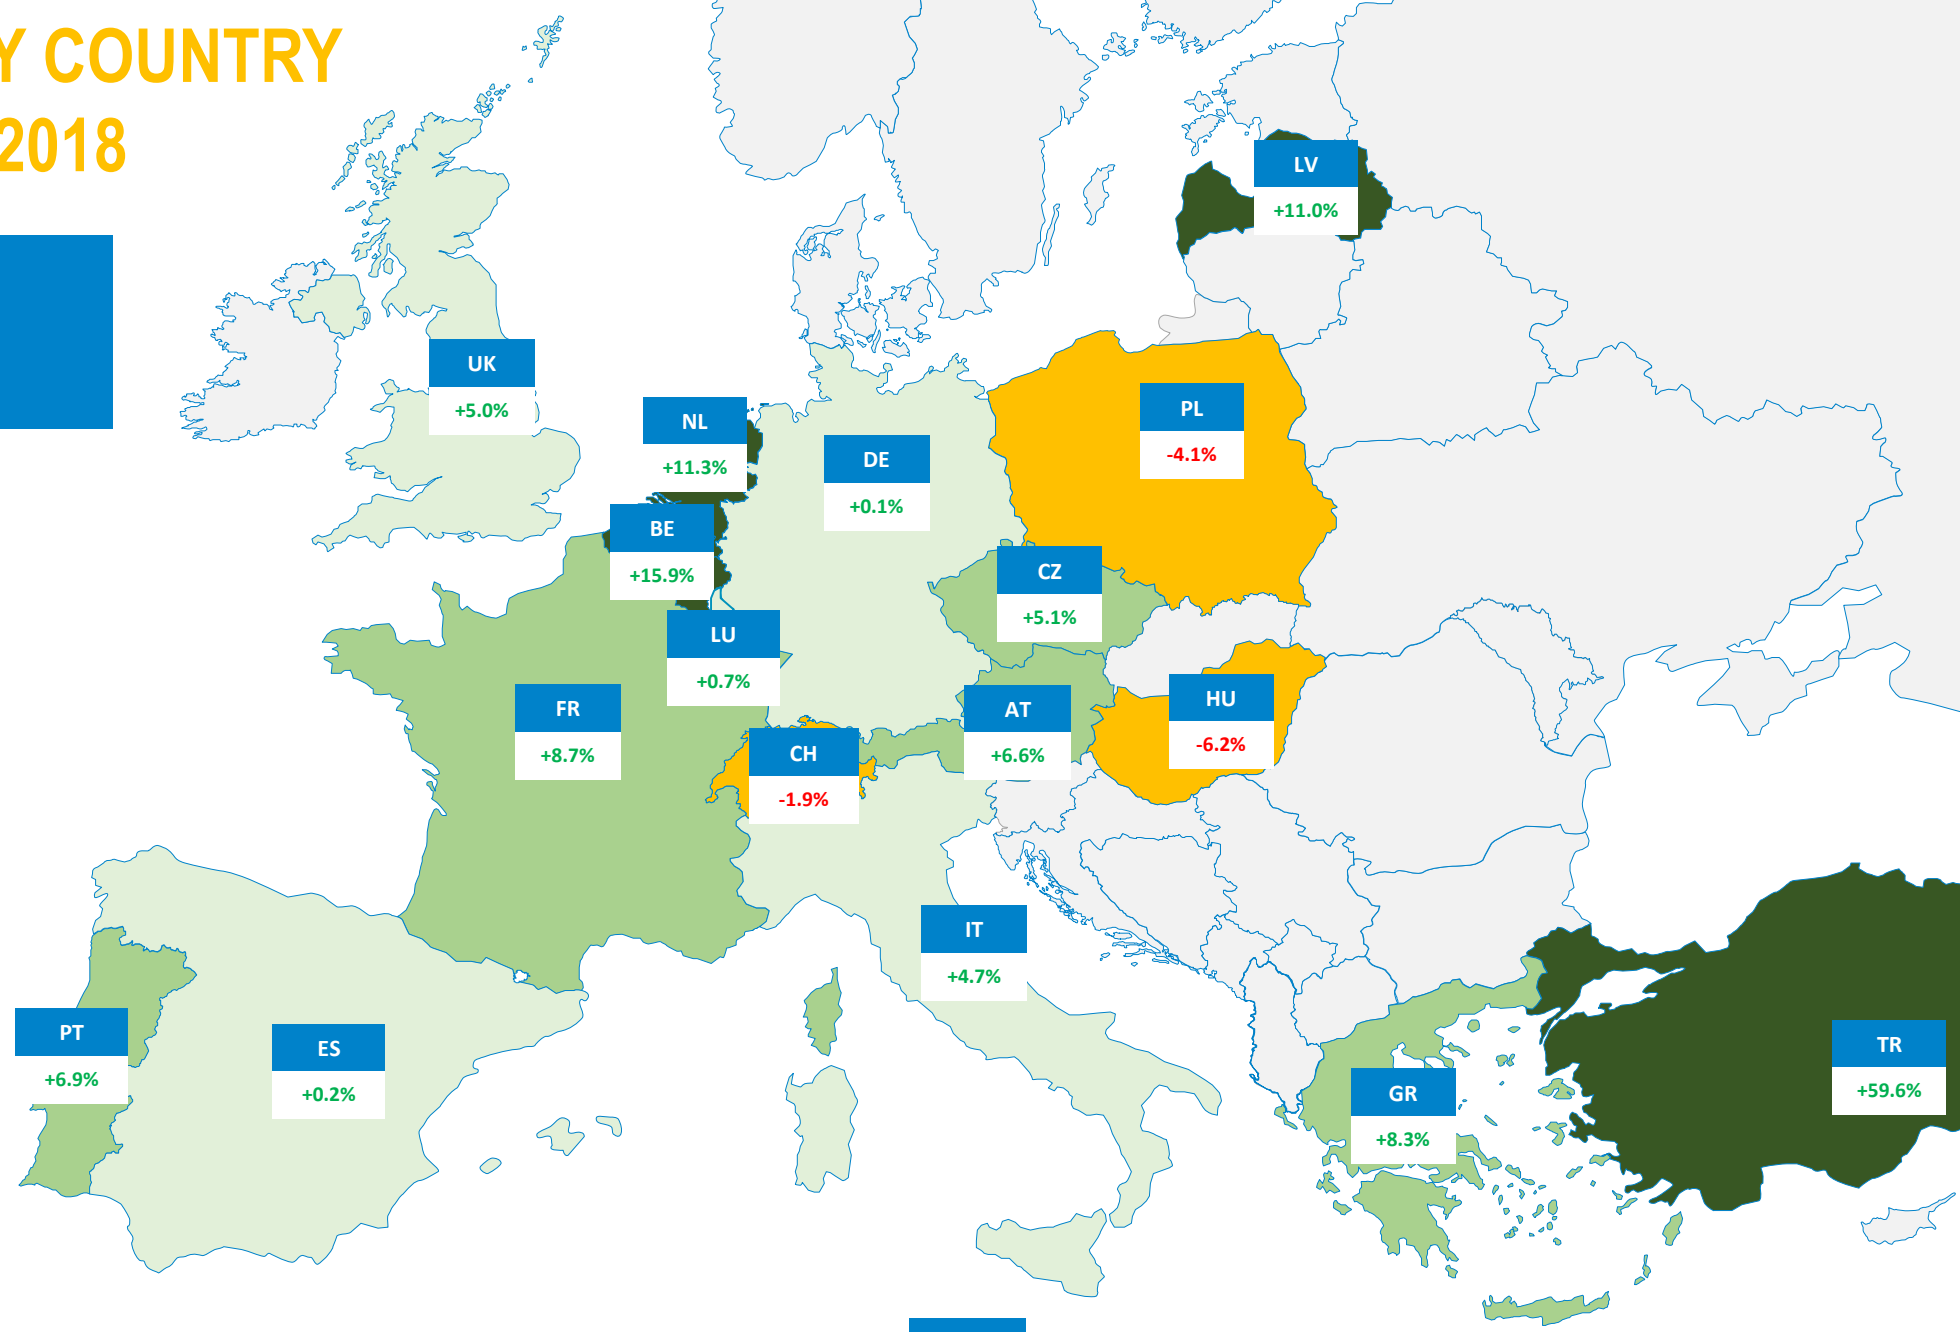 Y COUNTRY
2018
LV
+11.0%
UK
+5.0%
NL
+11.3%
PL
-4.1%
DE
+0.1%
BE
+15.9%
CZ
+5.1%
LU
+0.7%
FR
+8.7%
AT
+6.6%
HU
-6.2%
CH
-1.9%
IT
+4.7%
PT
+6.9%
ES
+0.2%
TR
+59.6%
GR
+8.3%